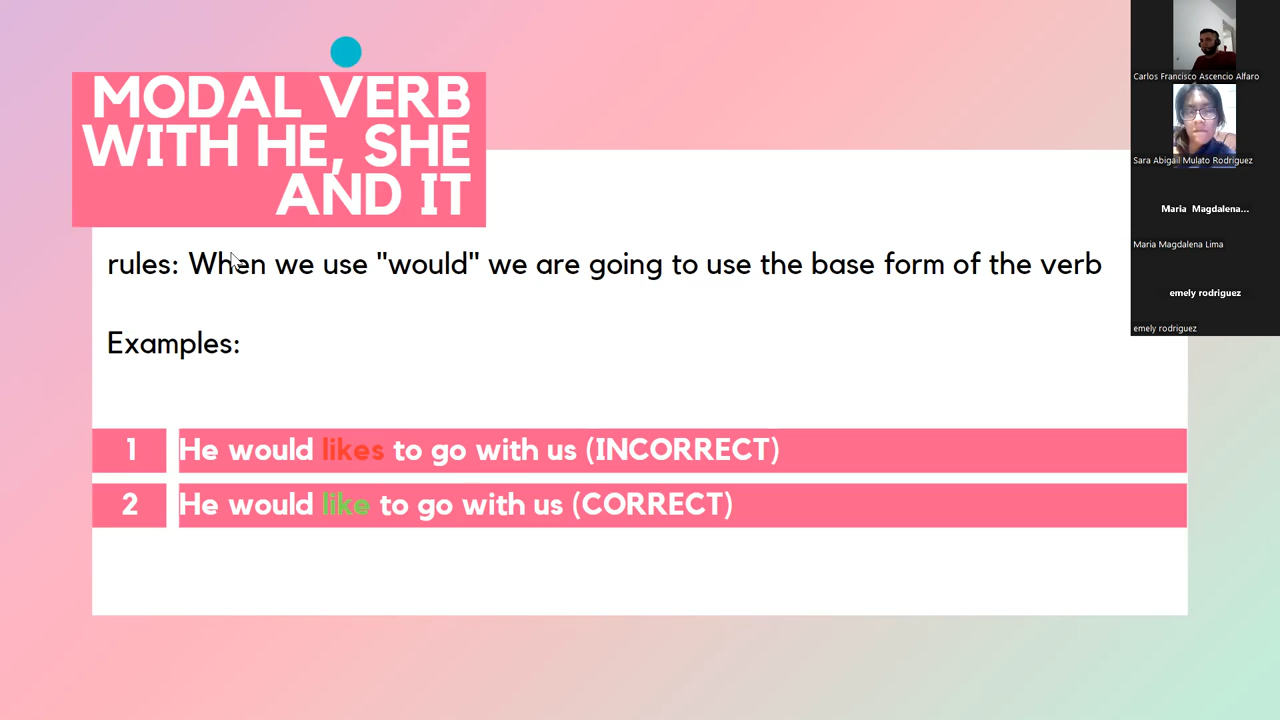 MODAL VERB
WITH HE, SHE
AND IT
rules: When we use "would" we are going to use the base form of the verb
Examples:
1 He would likes to go with us (INCORRECT)
2 He would like to go with us (CORRECT)
Carlos Francisco Ascencio Alfaro
Sara Abigail Mulato Rodriguez
Maria Magdalena...
Maria Magdalena Lima
emely rodriguez
emely rodriguez